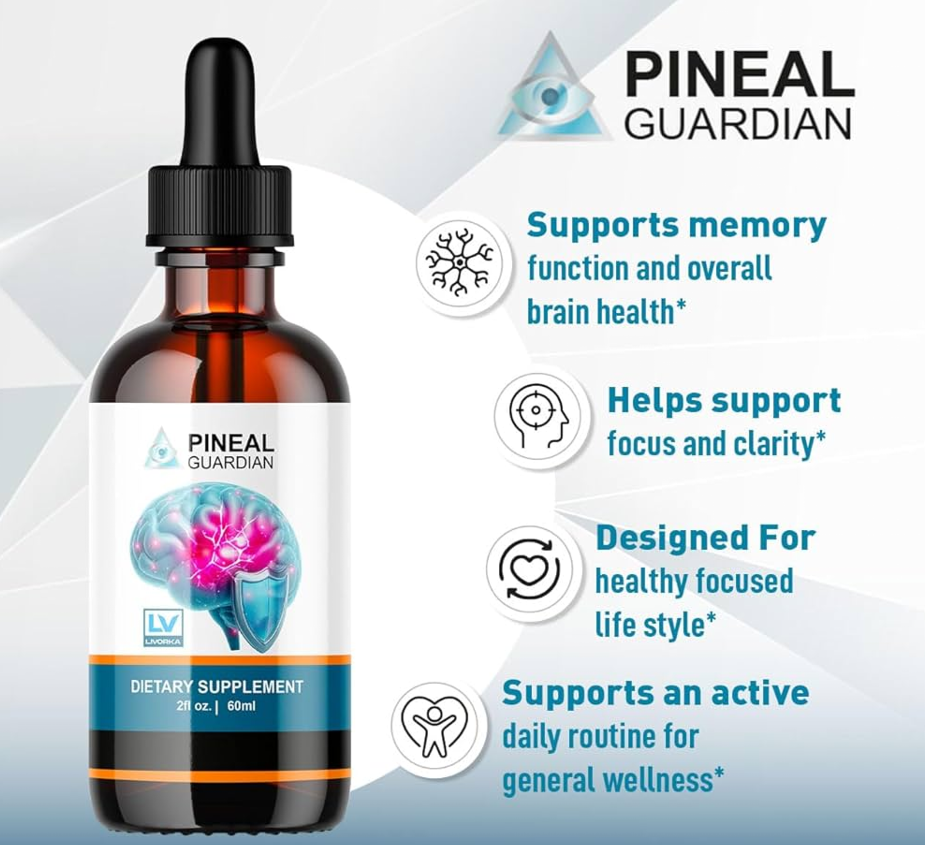 PINEAL
GUARDIAN
Supports memory
function and overall
brain health*
Helps support
focus and clarity*
Designed For
healthy focused
life style*
Supports an active
daily routine for
general wellness*
PINEAL
GUARDIAN
LV
LIVORKA
DIETARY SUPPLEMENT
2fl oz. | 60ml